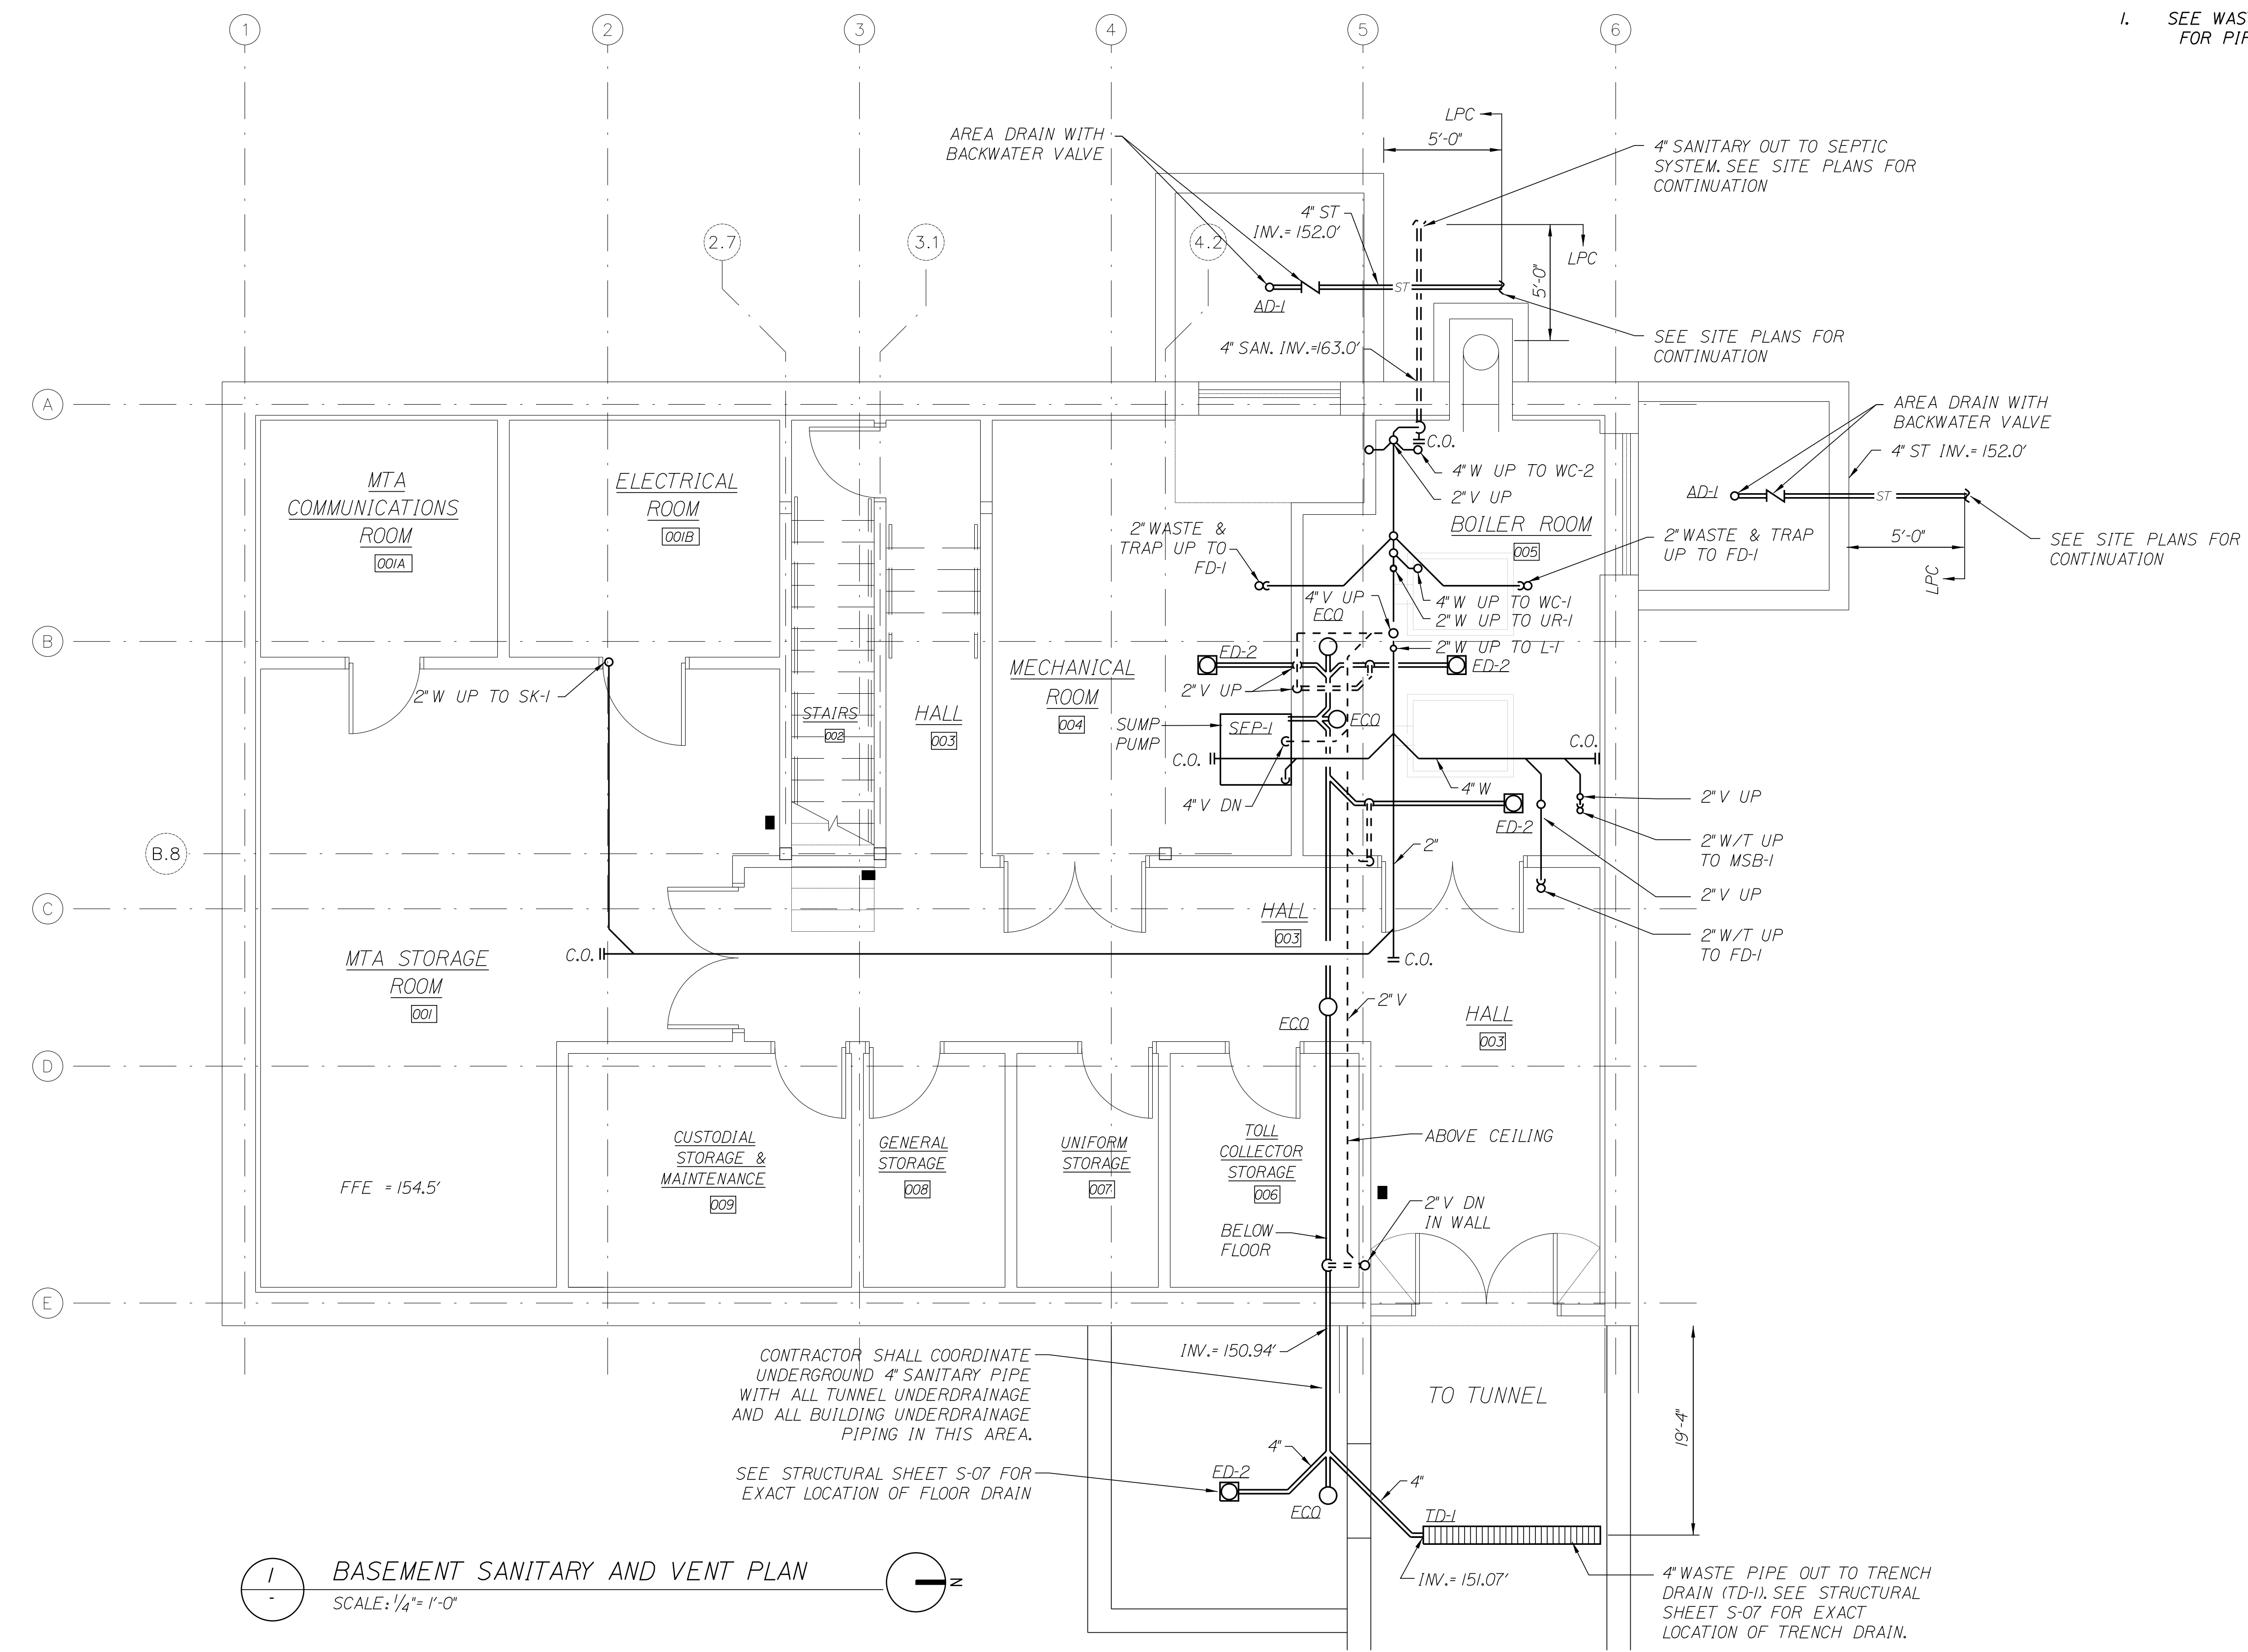 1
2
3
4
5
6
1. SEE WAS
FOR PIP
LPC
5'-0"
AREA DRAIN WITH
BACKWATER VALVE
4" SANITARY OUT TO SEPTIC
SYSTEM. SEE SITE PLANS FOR
CONTINUATION
2.7
3.1
4.2
4" ST
INV.= 152.0'
LPC
5'-0"
ST
AD-1
SEE SITE PLANS FOR
CONTINUATION
4" SAN. INV.=163.0'
A
AREA DRAIN WITH
BACKWATER VALVE
4" ST INV.= 152.0'
C.O.
4" W UP TO WC-2
2" V UP
AD-1
ST
MTA
COMMUNICATIONS
ROOM
001A
ELECTRICAL
ROOM
001B
BOILER ROOM
005
2" WASTE &
TRAP UP TO
FD-1
2" WASTE & TRAP
UP TO FD-1
5'-0"
SEE SITE PLANS FOR
CONTINUATION
LPC
4" V UP
FCO
4" W UP TO WC-1
2" W UP TO UR-1
2" W UP TO L-1
B
FD-2
FD-2
MECHANICAL
ROOM
004
2" V UP
2" W UP TO SK-1
STAIRS
002
HALL
003
SUMP
PUMP
SEP-1
FCO
C.O.
C.O.
4" W
4" V DN
2" V UP
FD-2
2" W/T UP
TO MSB-1
2"
B.8
2" V UP
C
HALL
003
2" W/T UP
TO FD-1
C.O.
C.O.
MTA STORAGE
ROOM
001
2" V
FCO
HALL
003
D
CUSTODIAL
STORAGE &
MAINTENANCE
009
GENERAL
STORAGE
008
UNIFORM
STORAGE
007
TOLL
COLLECTOR
STORAGE
006
ABOVE CEILING
FFE = 154.5'
2" V DN
IN WALL
BELOW
FLOOR
E
INV.= 150.94'
CONTRACTOR SHALL COORDINATE
UNDERGROUND 4" SANITARY PIPE
WITH ALL TUNNEL UNDERDRAINAGE
AND ALL BUILDING UNDERDRAINAGE
PIPING IN THIS AREA.
TO TUNNEL
19'-4"
4"
4"
SEE STRUCTURAL SHEET S-07 FOR
EXACT LOCATION OF FLOOR DRAIN
FD-2
FCO
TD-1
INV.= 151.07'
4" WASTE PIPE OUT TO TRENCH
DRAIN (TD-1). SEE STRUCTURAL
SHEET S-07 FOR EXACT
LOCATION OF TRENCH DRAIN.
1
-
BASEMENT SANITARY AND VENT PLAN
SCALE: 1/4"= 1'-0"
N